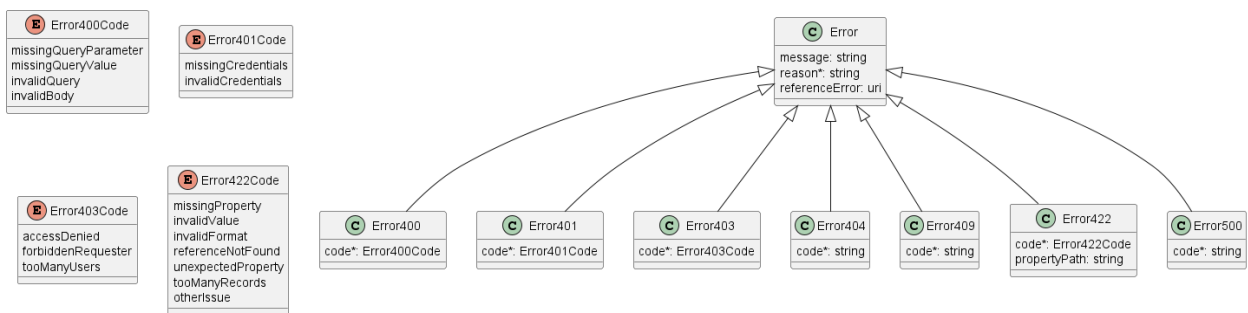 E Error400Code
missingQueryParameter
missingQueryValue
invalidQuery
invalidBody
E Error401Code
missingCredentials
invalidCredentials
C Error
message: string
reason*: string
referenceError: uri
E Error403Code
accessDenied
forbiddenRequester
tooManyUsers
E Error422Code
missingProperty
invalidValue
invalidFormat
referenceNotFound
unexpectedProperty
tooManyRecords
otherIssue
C Error400
code*: Error400Code
C Error401
code*: Error401Code
C Error403
code*: Error403Code
C Error404
code*: string
C Error409
code*: string
C Error422
code*: Error422Code
propertyPath: string
C Error500
code*: string